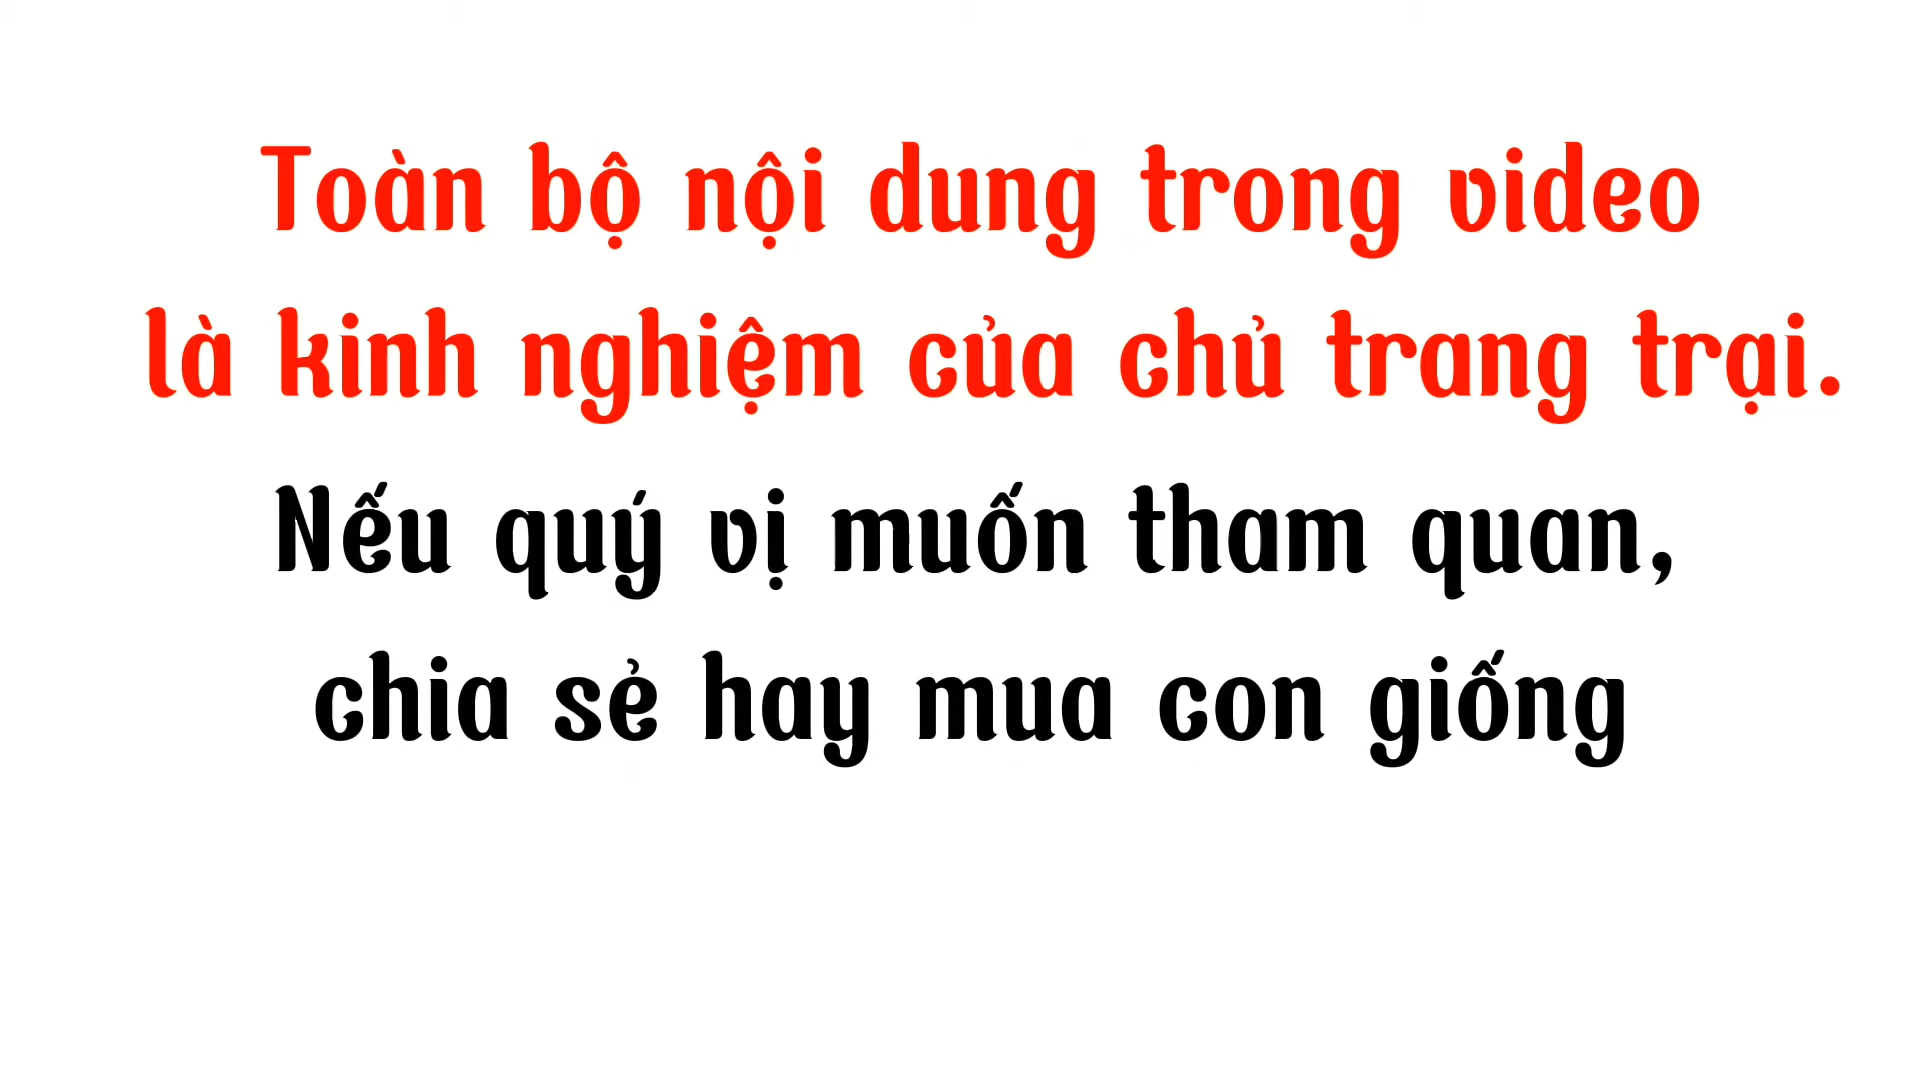 Toàn bộ nội dung trong video
là kinh nghiệm của chủ trang trại.
Nếu quý vị muốn tham quan,
chia sẻ hay mua con giống